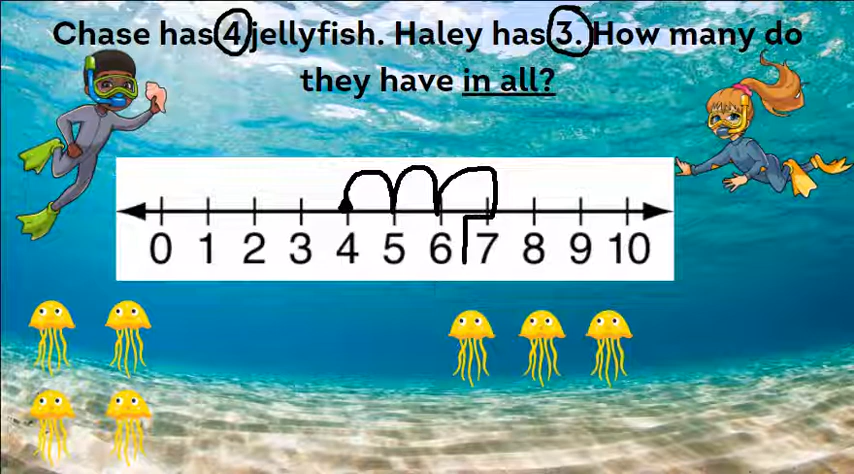 Chase has 4 jellyfish. Haley has 3. How many do
they have in all?
0 1 2 3 4 5 6 7 8 9 10